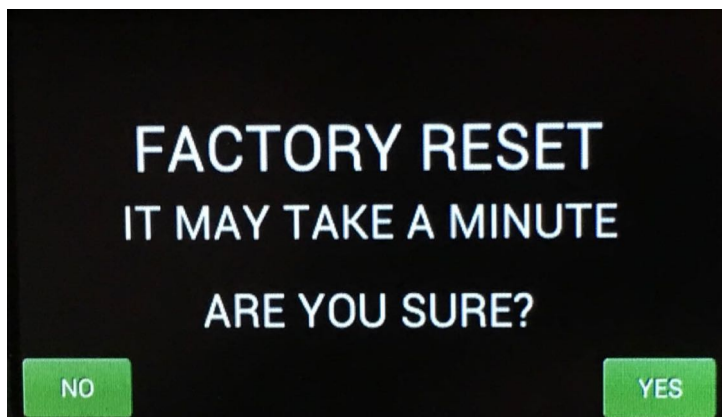 FACTORY RESET
IT MAY TAKE A MINUTE
ARE YOU SURE?
NO
YES